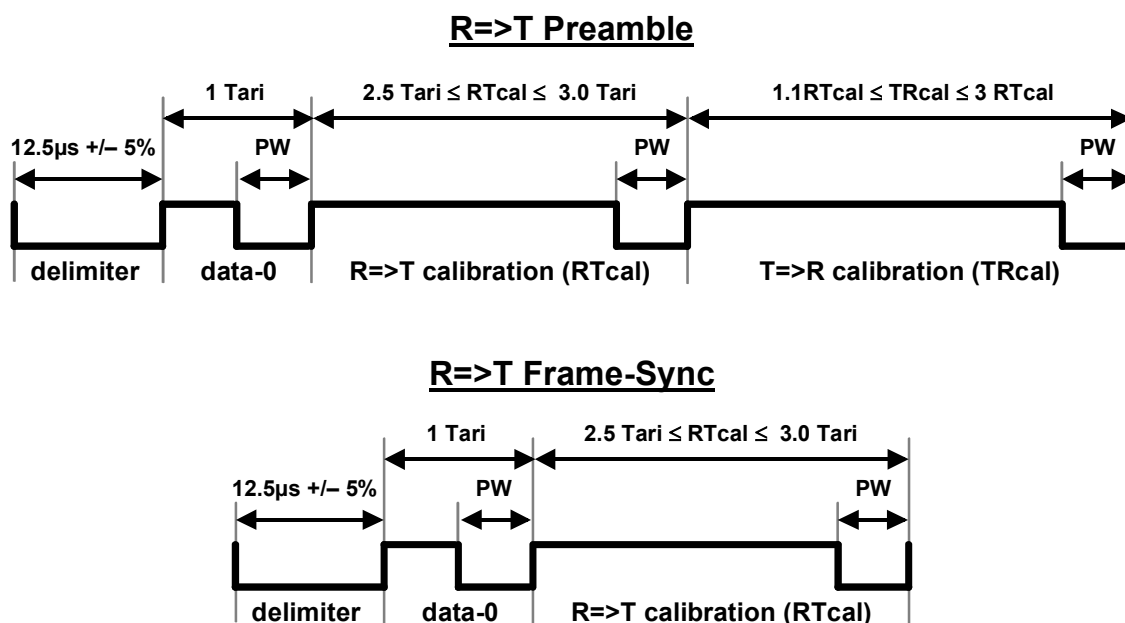 R=>T Preamble
1 Tari
2.5 Tari ≤ RTcal ≤ 3.0 Tari
1.1RTcal ≤ TRcal ≤ 3 RTcal
12.5µs +/– 5%
PW
PW
PW
delimiter
data-0
R=>T calibration (RTcal)
T=>R calibration (TRcal)
R=>T Frame-Sync
1 Tari
2.5 Tari ≤ RTcal ≤ 3.0 Tari
12.5µs +/– 5%
PW
PW
delimiter
data-0
R=>T calibration (RTcal)